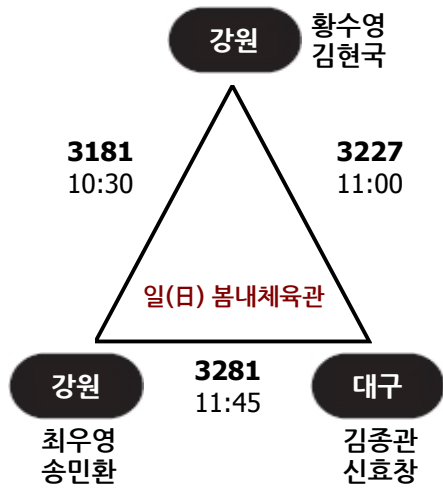 강원
황수영
김현국
3181
10:30
3227
11:00
일(日) 봄내체육관
강원
3281
11:45
대구
최우영
송민환
김종관
신효창